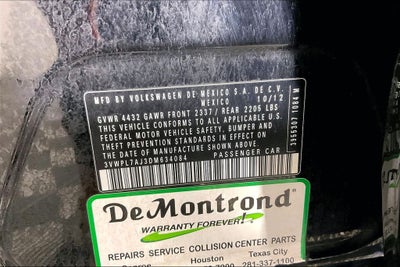 MFD BY VOLKSWAGEN DE MEXICO S.A. DE C.V.
MEXICO 10/12
GVWR 4432 GAWR FRONT 2337 / REAR 2205 LBS
THIS VEHICLE CONFORMS TO ALL APPLICABLE U.S.
FEDERAL MOTOR VEHICLE SAFETY, BUMPER AND
THEFT PREVENTION STANDARDS IN EFFECT ON THE
DATE OF MANUFACTURE SHOWN ABOVE.
3VWPL7AJ3DM634084 PASSENGER CAR
DeMontrond
WARRANTY FOREVER!
REPAIRS SERVICE COLLISION CENTER PARTS
Conroe Houston Texas City
281-337-1100